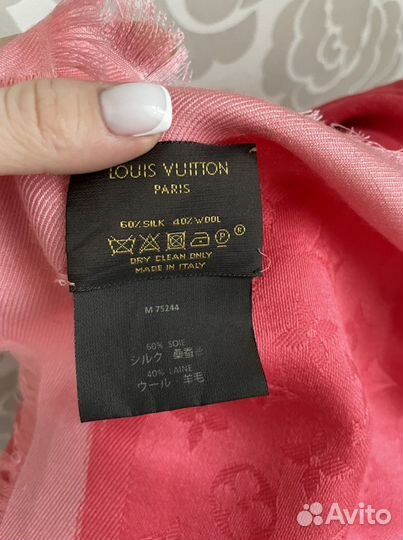 LOUIS VUITTON
PARIS
60% SILK 40% WOOL
P
DRY CLEAN ONLY
MADE IN ITALY
M 75244
60% SOIE
シルク 桑蚕
40% LAINE
ウール 羊毛
Avito